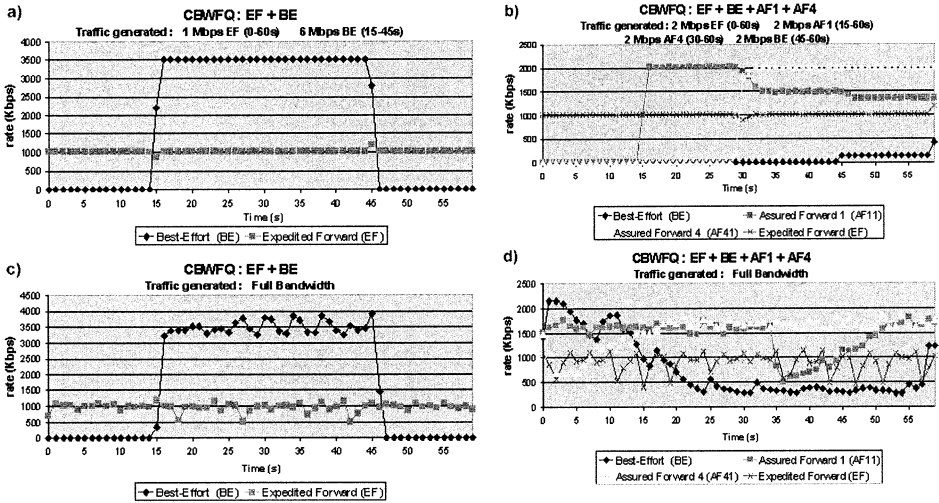 a)
CBWFQ: EF + BE
Traffic generated: 1 Mbps EF (0-60s) 6 Mbps BE (15-45s)
rate (Kbps)
4000
3500
3000
2500
2000
1500
1000
500
0
0 5 10 15 20 25 30 35 40 45 50 55
Time (s)
Best-Effort (BE) Expedited Forward (EF)
b)
CBWFQ: EF + BE + AF1 + AF4
Traffic generated: 2 Mbps EF (0-60s) 2 Mbps AF1 (15-60s)
2 Mbps AF4 (30-60s) 2 Mbps BE (45-60s)
rate (Kbps)
2500
2000
1500
1000
500
0
0 5 10 15 20 25 30 35 40 45 50 55
Time (s)
Best-Effort (BE) Assured Forward 1 (AF11)
Assured Forward 4 (AF41) Expedited Forward (EF)
c)
CBWFQ: EF + BE
Traffic generated: Full Bandwidth
rate (Kbps)
4500
4000
3500
3000
2500
2000
1500
1000
500
0
0 5 10 15 20 25 30 35 40 45 50 55
Time (s)
Best-Effort (BE) Expedited Forward (EF)
d)
CBWFQ: EF + BE + AF1 + AF4
Traffic generated: Full Bandwidth
rate (Kbps)
2500
2000
1500
1000
500
0
0 5 10 15 20 25 30 35 40 45 50 55
Time (s)
Best-Effort (BE) Assured Forward 1 (AF11)
Assured Forward 4 (AF41) Expedited Forward (EF)